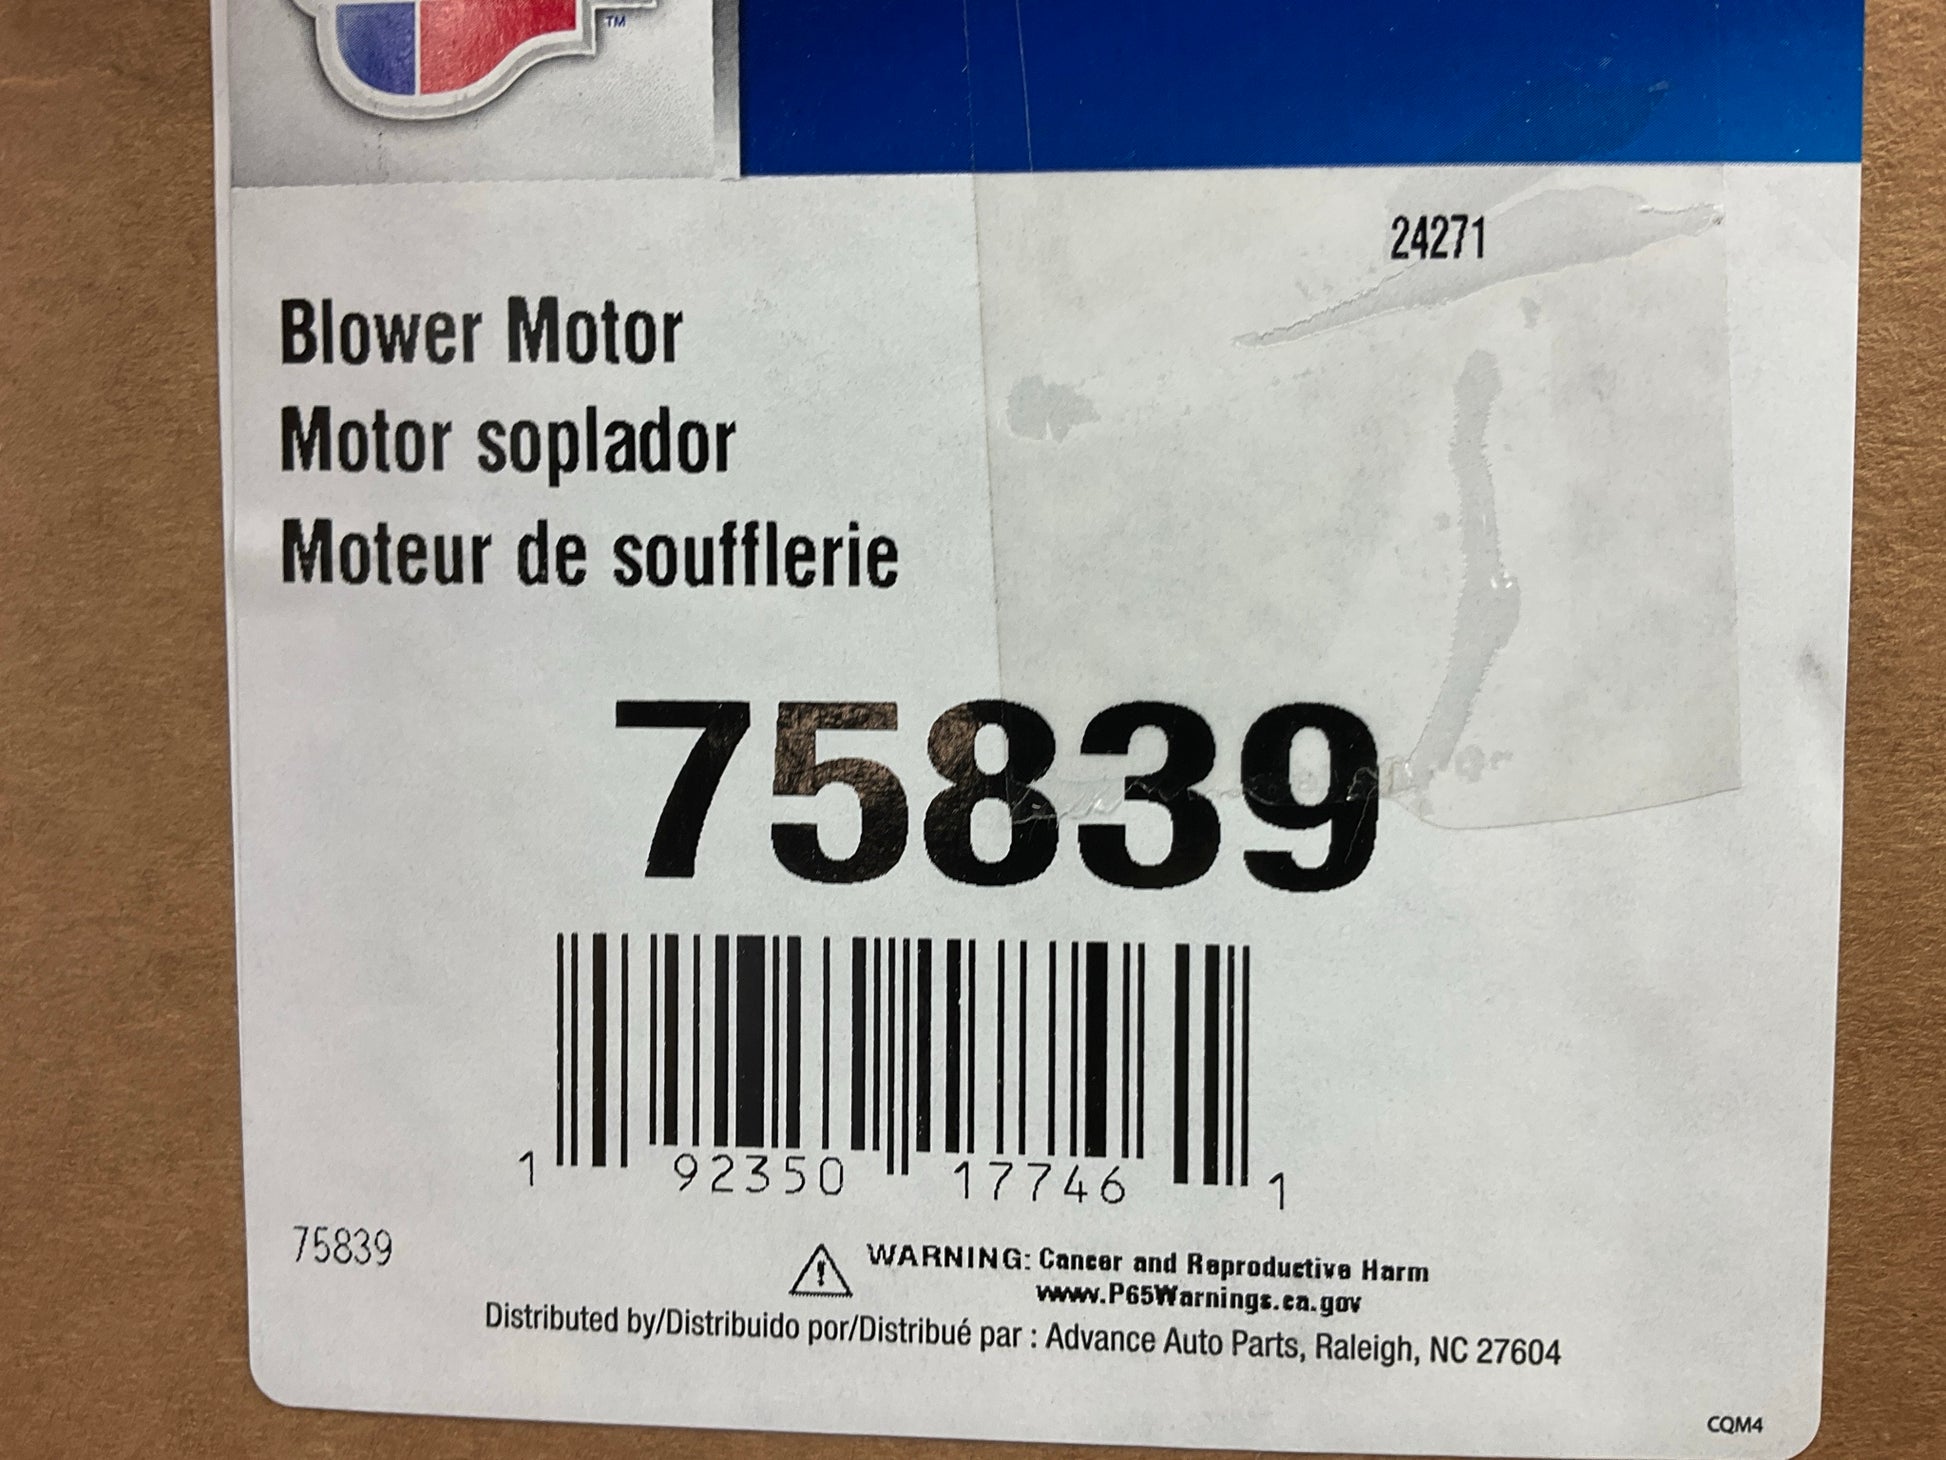 TM
24271
Blower Motor
Motor soplador
Moteur de soufflerie
75839
1 92350 17746 1
75839
WARNING: Cancer and Reproductive Harm
www.P65Warnings.ca.gov
Distributed by/Distribuido por/Distribué par : Advance Auto Parts, Raleigh, NC 27604
CQM4